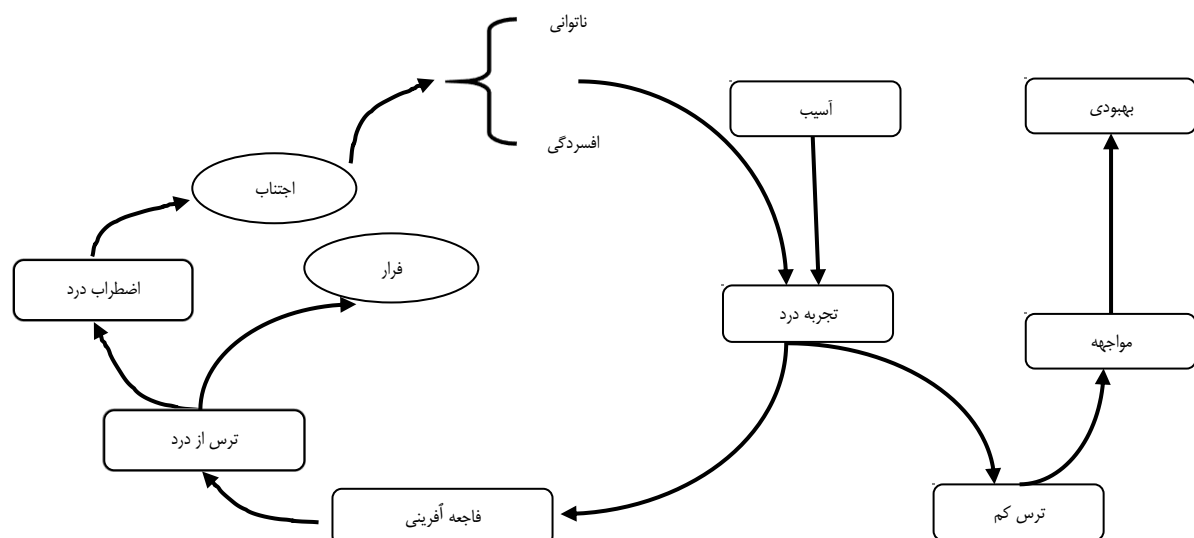 ناتوانی
بهبودی
آسیب
افسردگی
اجتناب
فرار
اضطراب درد
تجربه درد
مواجهه
ترس از درد
فاجعه آفرینی
ترس کم